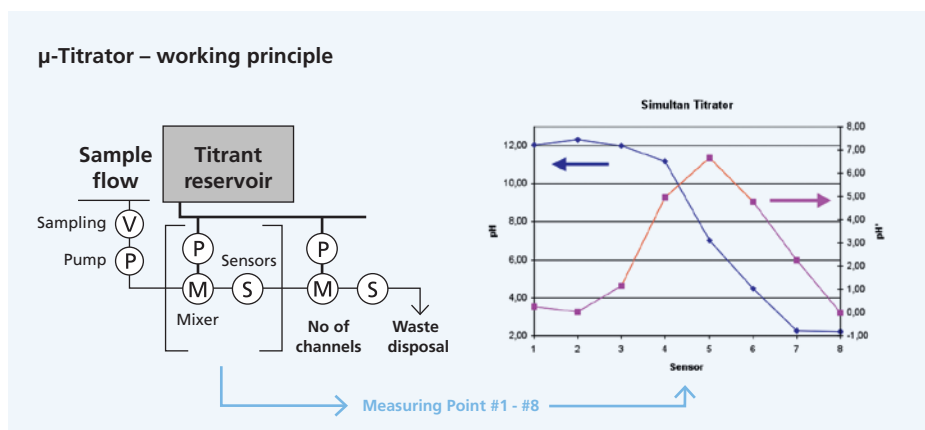 µ-Titrator – working principle
Sample
flow
Titrant
reservoir
Sampling
V
Pump
P
P
Sensors
M
S
Mixer
P
M
S
No of
channels
Waste
disposal
Measuring Point #1 - #8
Simultan Titrator
pH
12,00
10,00
8,00
6,00
4,00
2,00
8,00
7,00
6,00
5,00
4,00
3,00
2,00
1,00
0,00
-1,00
pH'
1 2 3 4 5 6 7 8
Sensor